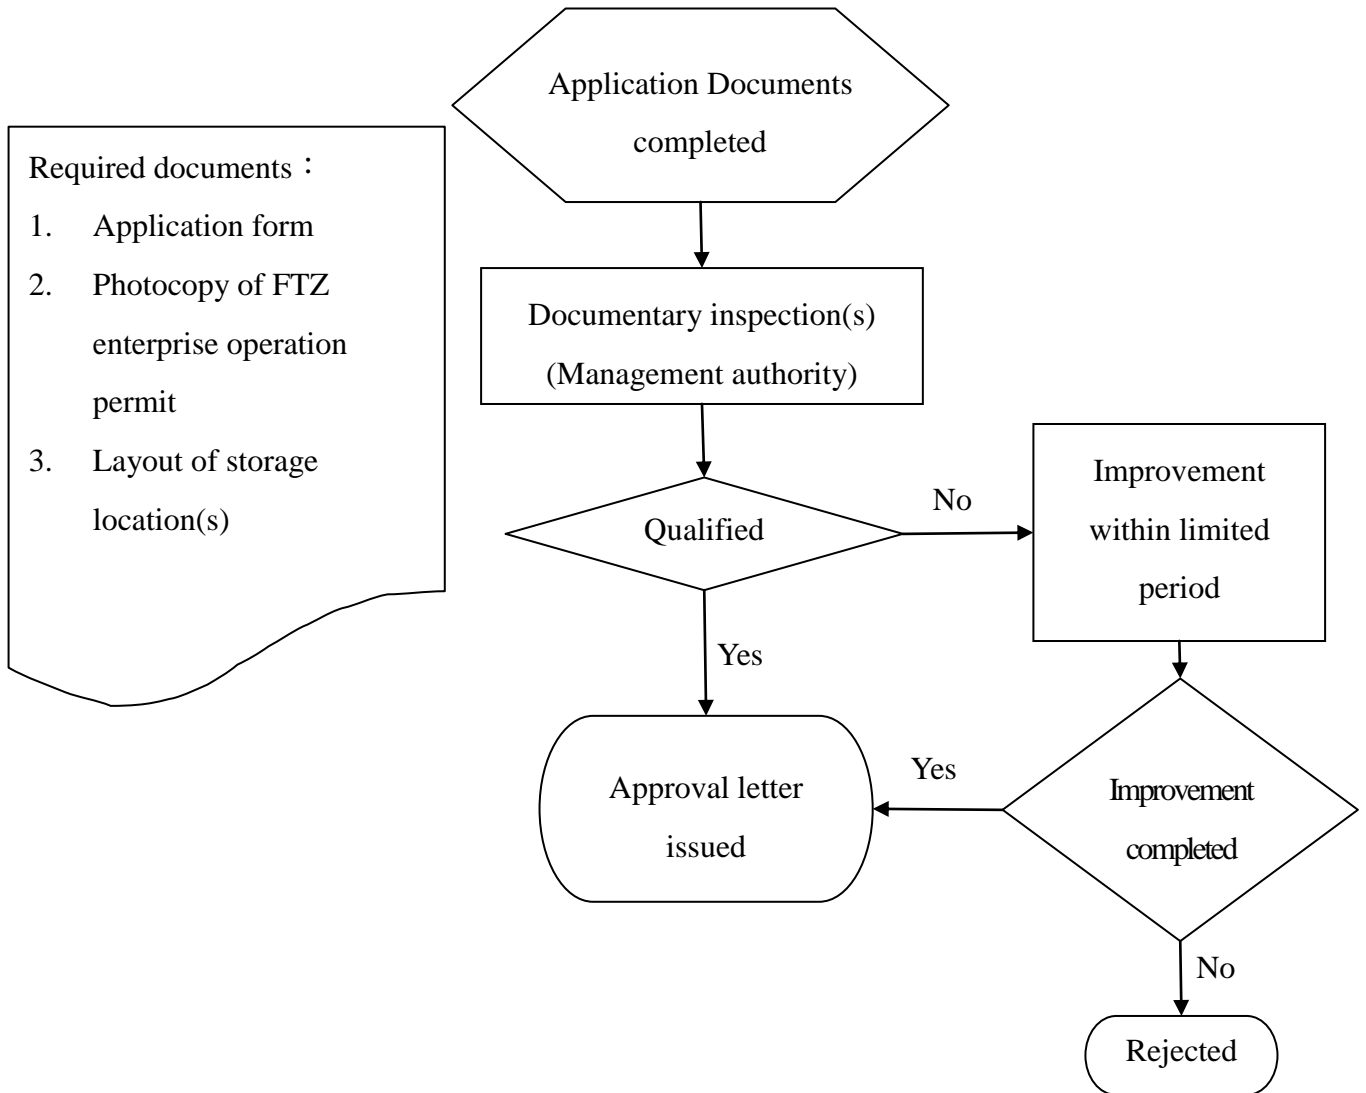 Application Documents
completed
Required documents：
1. Application form
2. Photocopy of FTZ
enterprise operation
permit
3. Layout of storage
location(s)
Documentary inspection(s)
(Management authority)
Qualified
No
Improvement
within limited
period
Yes
Approval letter
issued
Yes
Improvement
completed
No
Rejected